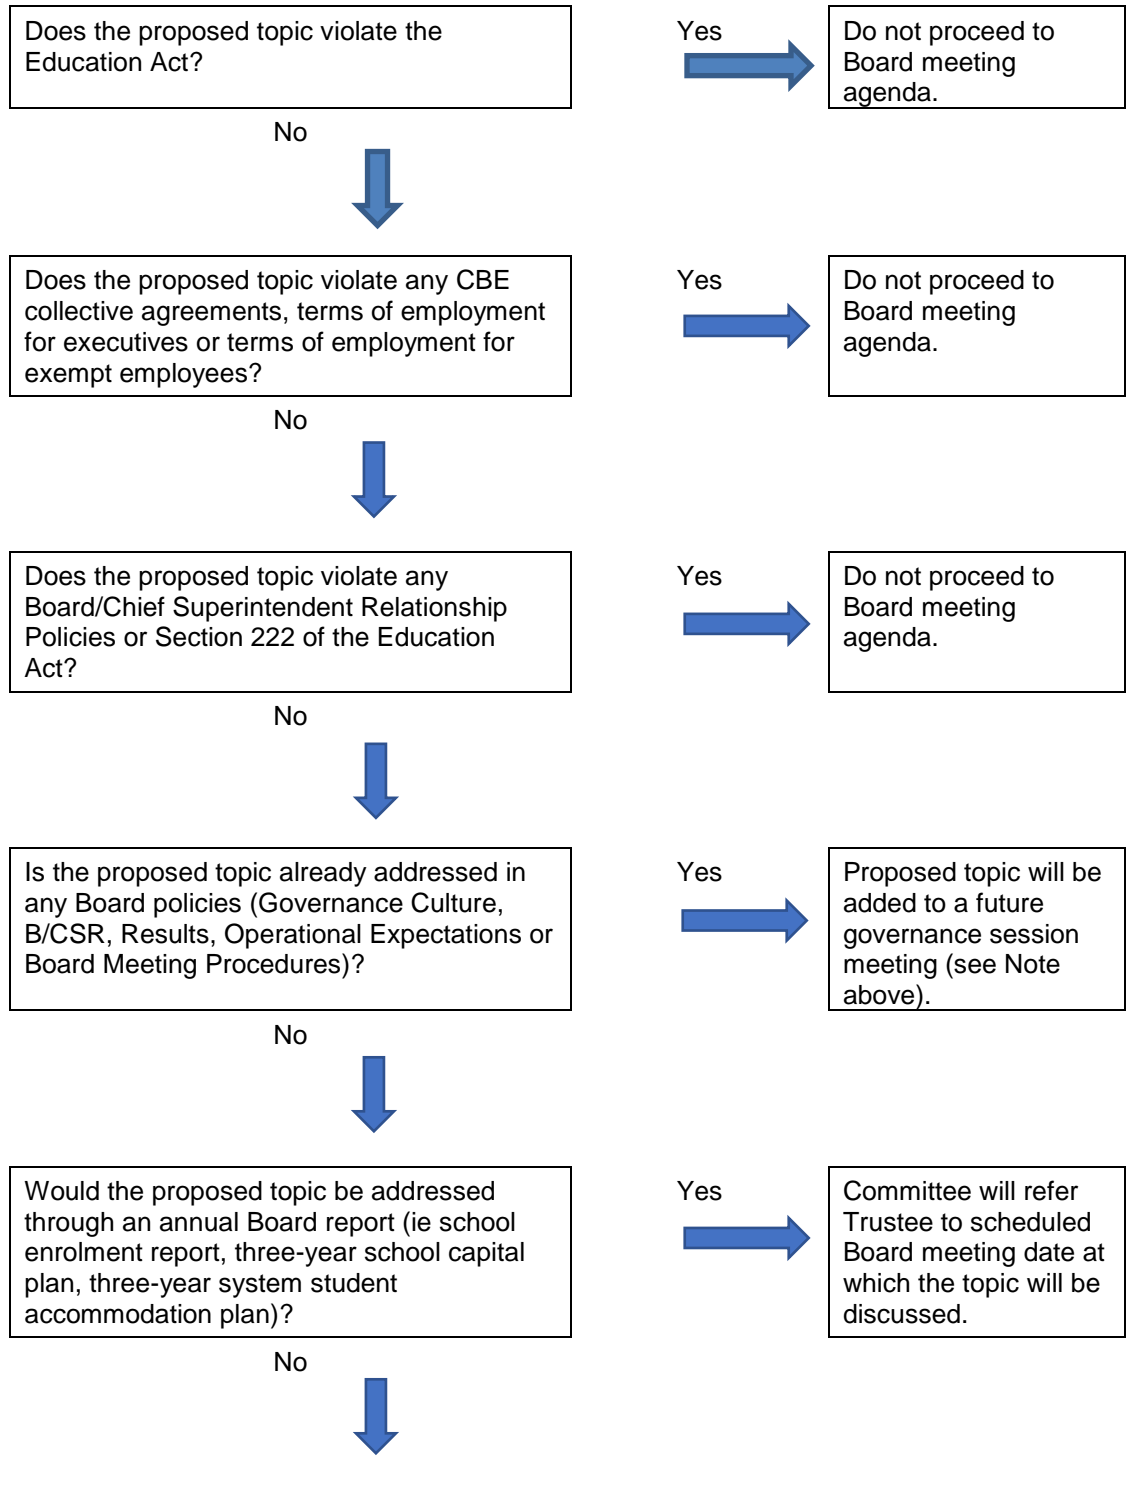 Does the proposed topic violate the
Education Act?
Yes
Do not proceed to
Board meeting
agenda.
No
Does the proposed topic violate any CBE
collective agreements, terms of employment
for executives or terms of employment for
exempt employees?
Yes
Do not proceed to
Board meeting
agenda.
No
Does the proposed topic violate any
Board/Chief Superintendent Relationship
Policies or Section 222 of the Education
Act?
Yes
Do not proceed to
Board meeting
agenda.
No
Is the proposed topic already addressed in
any Board policies (Governance Culture,
B/CSR, Results, Operational Expectations or
Board Meeting Procedures)?
Yes
Proposed topic will be
added to a future
governance session
meeting (see Note
above).
No
Would the proposed topic be addressed
through an annual Board report (ie school
enrolment report, three-year school capital
plan, three-year system student
accommodation plan)?
Yes
Committee will refer
Trustee to scheduled
Board meeting date at
which the topic will be
discussed.
No